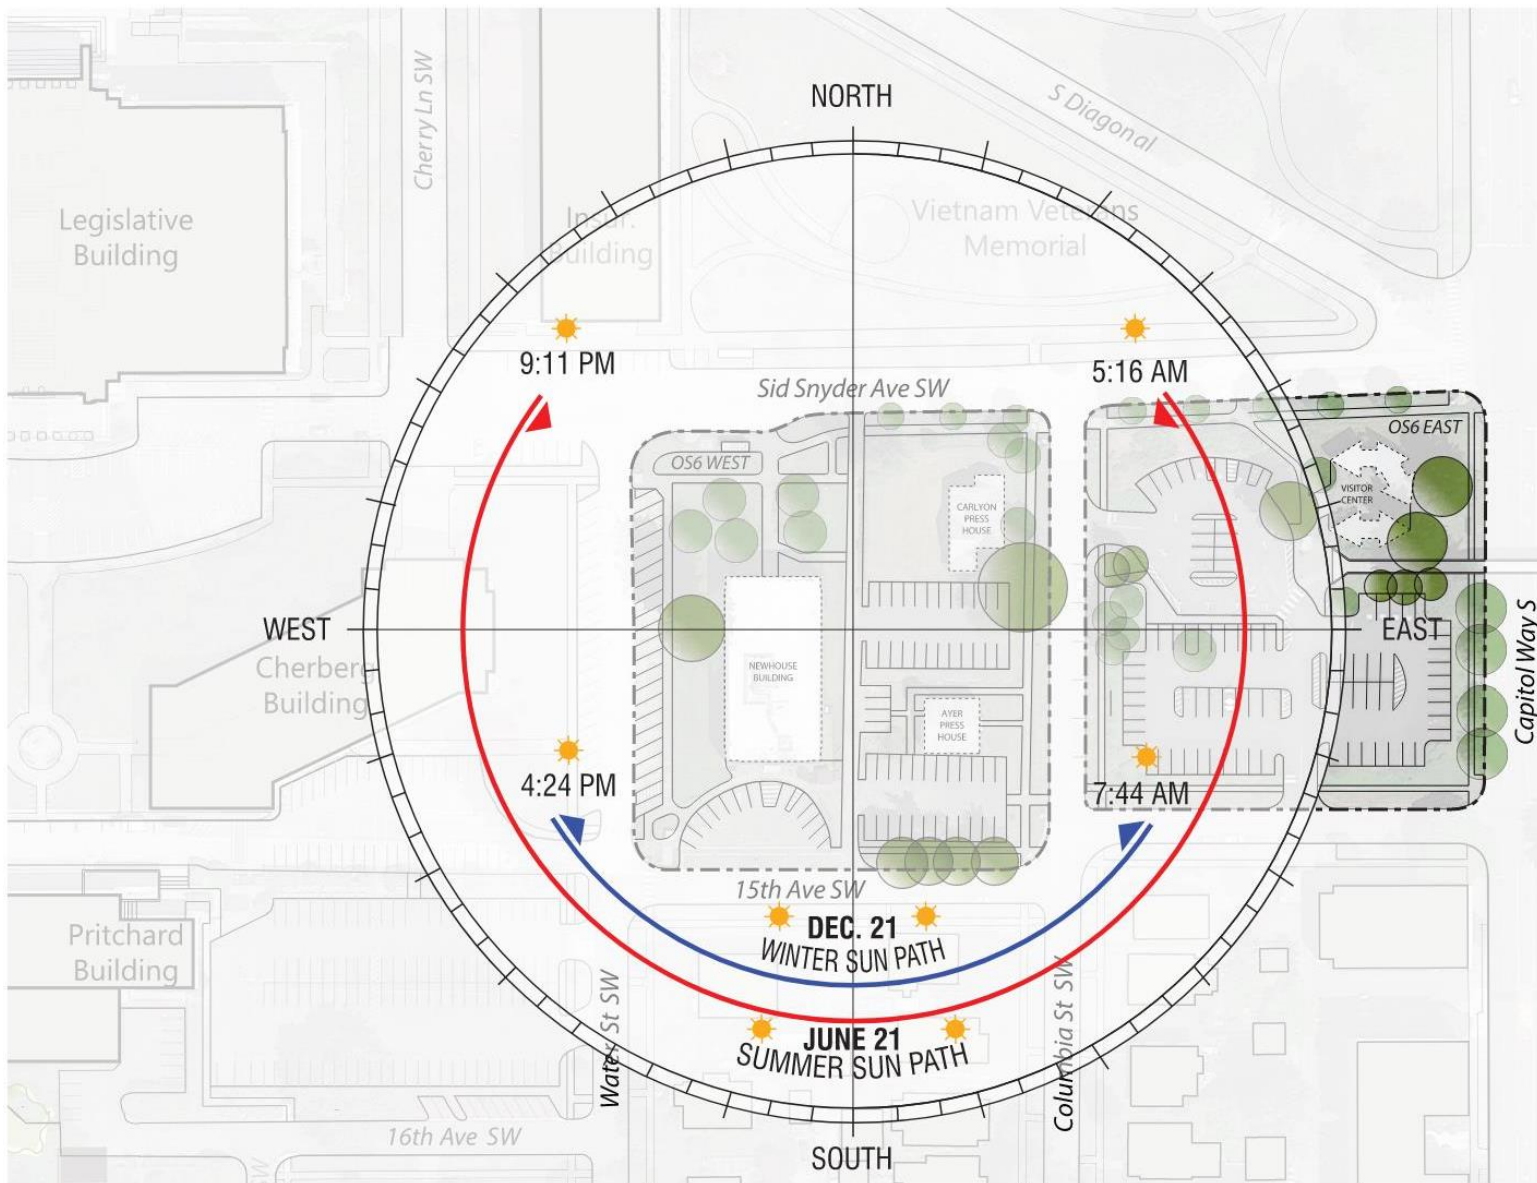 NORTH
Cherry Ln SW
S Diagonal
Legislative
Building
Insur.
Building
Vietnam Veterans
Memorial
9:11 PM
5:16 AM
Sid Snyder Ave SW
OS6 WEST
OS6 EAST
VISITOR
CENTER
CARLYON
PRESS
HOUSE
WEST
EAST
Capitol Way S
Cherberg
Building
NEWHOUSE
BUILDING
AYER
PRESS
HOUSE
4:24 PM
7:44 AM
15th Ave SW
DEC. 21
WINTER SUN PATH
Pritchard
Building
Water St SW
Columbia St SW
JUNE 21
SUMMER SUN PATH
16th Ave SW
SW
SOUTH